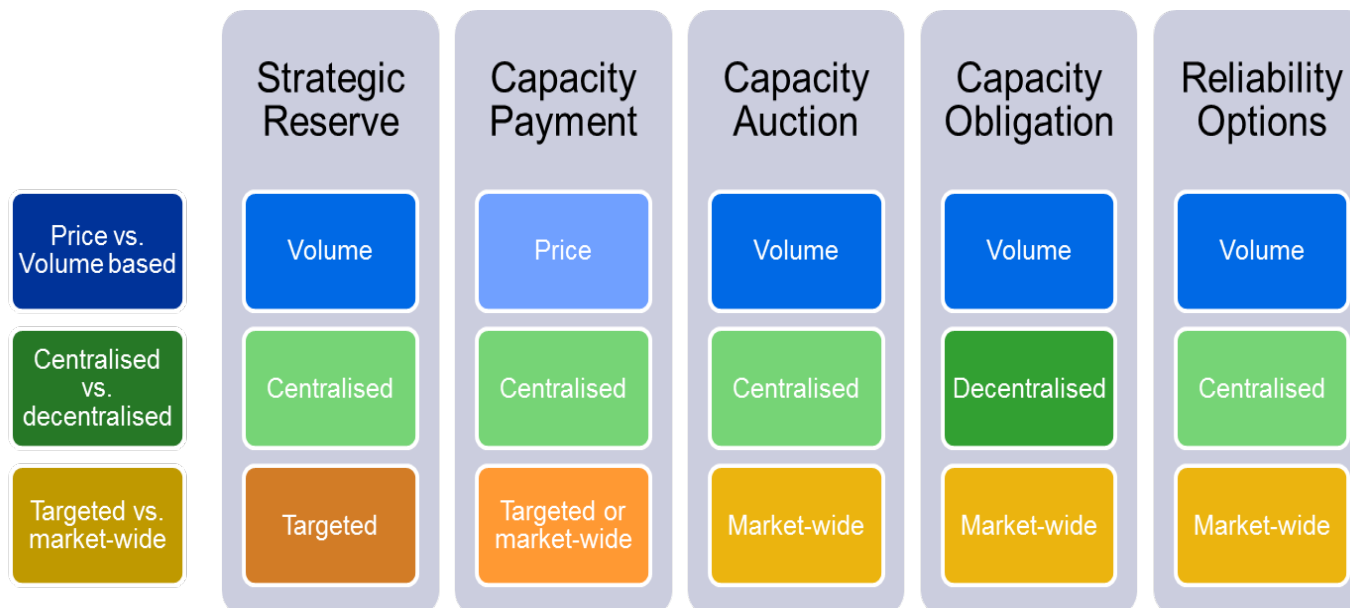 Strategic
Reserve
Capacity
Payment
Capacity
Auction
Capacity
Obligation
Reliability
Options
Price vs.
Volume based
Volume
Price
Volume
Volume
Volume
Centralised
vs.
decentralised
Centralised
Centralised
Centralised
Decentralised
Centralised
Targeted vs.
market-wide
Targeted
Targeted or
market-wide
Market-wide
Market-wide
Market-wide